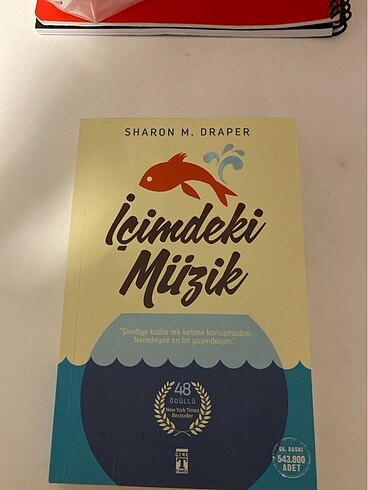 SHARON M. DRAPER
İçimdeki
Müzik
"Şimdiye kadar tek kelime konuşmadım.
Neredeyse on bir yaşındayım."
48
ÖDÜLLÜ
New York Times
Bestseller
66. BASKI
543.000
ADET
GENÇ
T